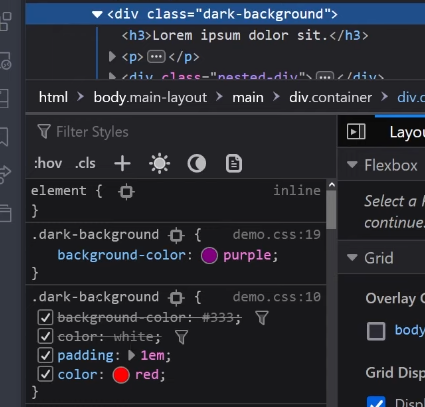 <div class="dark-background">
<h3>Lorem ipsum dolor sit.</h3>
<p> ••• </p>
<div class="nested-div"> ••• </div>
html > body.main-layout > main > div.container > div.
Filter Styles
:hov .cls +
Layou
Flexbox
Select a
continue.
element { inline
}
.dark-background { demo.css:19
background-color: purple;
}
Grid
.dark-background { demo.css:10
background-color: #333;
color: white;
padding: 1em;
color: red;
}
Overlay
body
Grid Disp
Displ